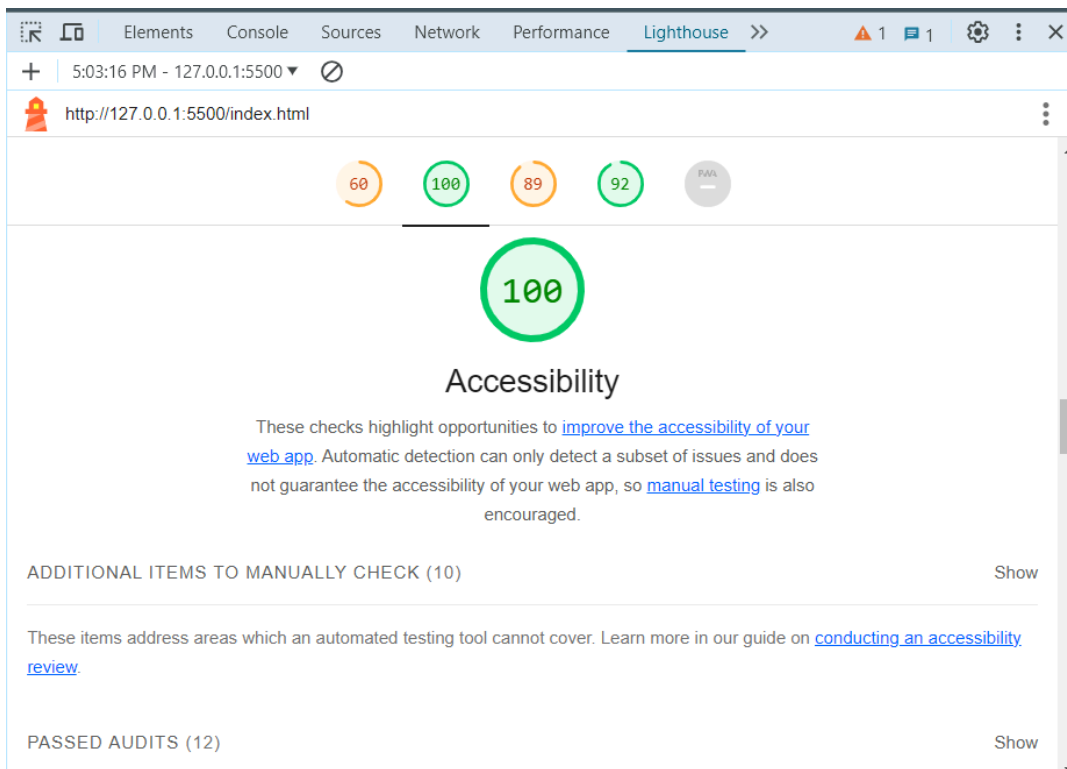 Elements Console Sources Network Performance Lighthouse 1 1
5:03:16 PM - 127.0.0.1:5500
http://127.0.0.1:5500/index.html
60 100 89 92 PWA
100
Accessibility
These checks highlight opportunities to improve the accessibility of your
web app. Automatic detection can only detect a subset of issues and does
not guarantee the accessibility of your web app, so manual testing is also
encouraged.
ADDITIONAL ITEMS TO MANUALLY CHECK (10) Show
These items address areas which an automated testing tool cannot cover. Learn more in our guide on conducting an accessibility
review.
PASSED AUDITS (12) Show